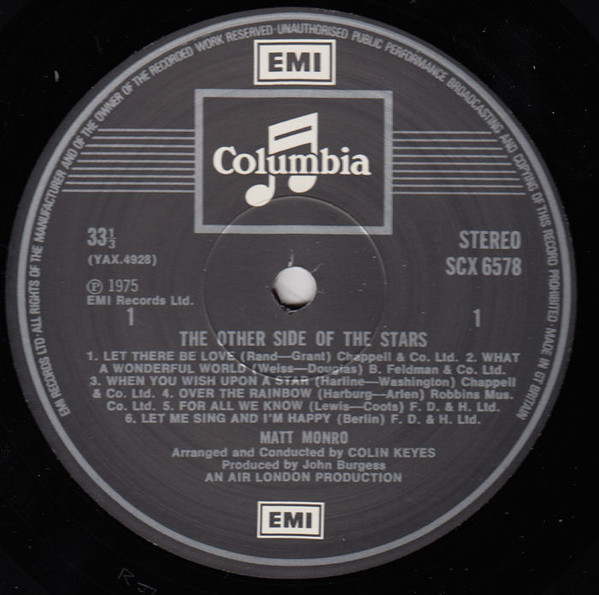 EMI RECORDS LTD·ALL RIGHTS OF THE MANUFACTURER AND OF THE OWNER OF THE RECORDED WORK RESERVED·UNAUTHORISED PUBLIC PERFORMANCE BROADCASTING AND COPYING OF THIS RECORD PROHIBITED·MADE IN GT BRITAIN
EMI
Columbia
33⅓
(YAX.4928)
STEREO
SCX 6578
Ⓟ 1975
EMI Records Ltd.
1
1
THE OTHER SIDE OF THE STARS
1. LET THERE BE LOVE (Rand—Grant) Chappell & Co. Ltd. 2. WHAT
A WONDERFUL WORLD (Weiss—Douglas) B. Feldman & Co. Ltd.
3. WHEN YOU WISH UPON A STAR (Harline—Washington) Chappell
& Co. Ltd. 4. OVER THE RAINBOW (Harburg—Arlen) Robbins Mus.
Co. Ltd. 5. FOR ALL WE KNOW (Lewis—Coots) F. D. & H. Ltd.
6. LET ME SING AND I'M HAPPY (Berlin) F. D. & H. Ltd.
MATT MONRO
Arranged and Conducted by COLIN KEYES
Produced by John Burgess
AN AIR LONDON PRODUCTION
EMI